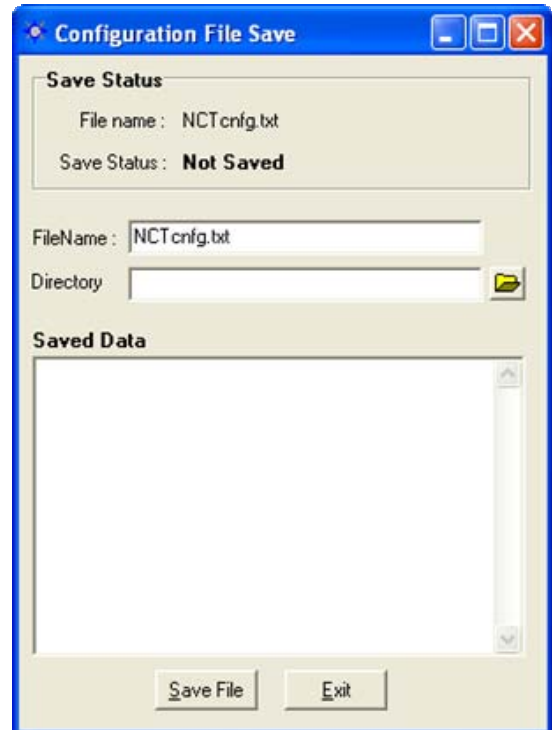 Configuration File Save
Save Status
File name : NCTcnfg.txt
Save Status : Not Saved
FileName : NCTcnfg.txt
Directory
Saved Data
Save File Exit